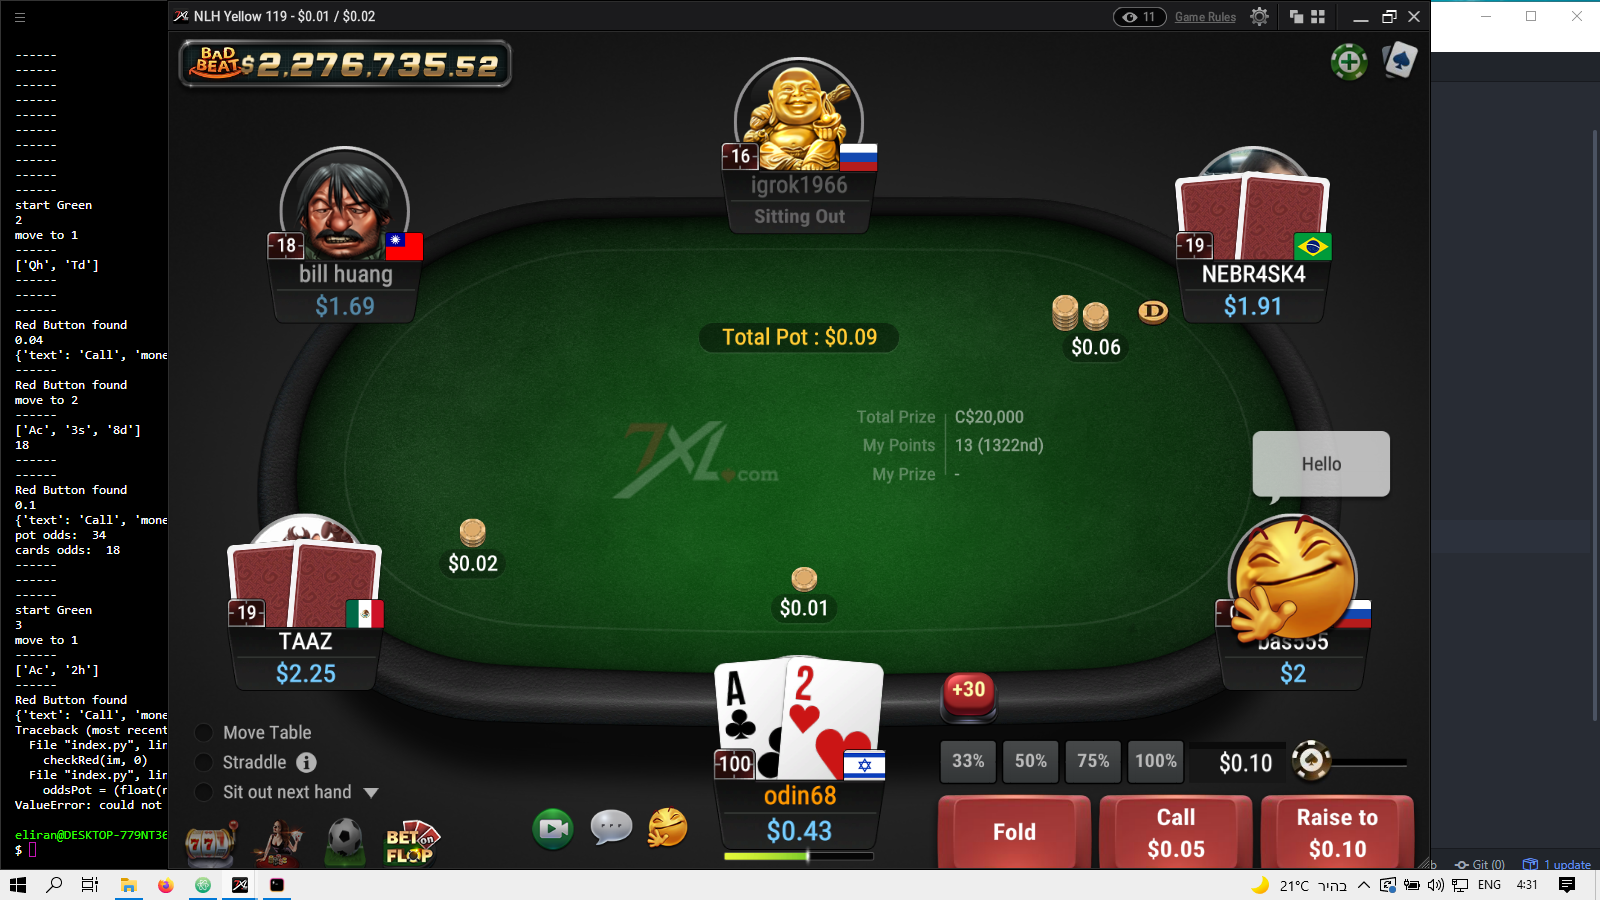 NLH Yellow 119 - $0.01 / $0.02
11
Game Rules
BAD BEAT $2,276,735.52
------
------
------
------
------
------
------
------
------
------
start Green
2
move to 1
------
['Qh', 'Td']
------
------
------
Red Button found
0.04
{'text': 'Call', 'mone
------
Red Button found
move to 2
------
['Ac', '3s', '8d']
18
------
------
Red Button found
0.1
{'text': 'Call', 'mone
pot odds:  34
cards odds:  18
------
------
------
start Green
3
move to 1
------
['Ac', '2h']
------
Red Button found
{'text': 'Call', 'mone
Traceback (most recent
File "index.py", lin
checkRed(im, 0)
File "index.py", lin
oddsPot = (float(r
ValueError: could not
eliran@DESKTOP-779NT36
$
16
igrok1966
Sitting Out
18
bill huang
$1.69
19
NEBR4SK4
$1.91
D
$0.06
Total Pot : $0.09
Total Prize C$20,000
My Points 13 (1322nd)
My Prize -
7XL.com
Hello
$0.02
$0.01
19
TAAZ
$2.25
bas555
$2
A 2
100
odin68
$0.43
+30
Move Table
Straddle i
Sit out next hand
777
BET on FLOP
33% 50% 75% 100% $0.10
Fold
Call $0.05
Raise to $0.10
b Git (0) 1 update
21°C בהיר ENG 4:31